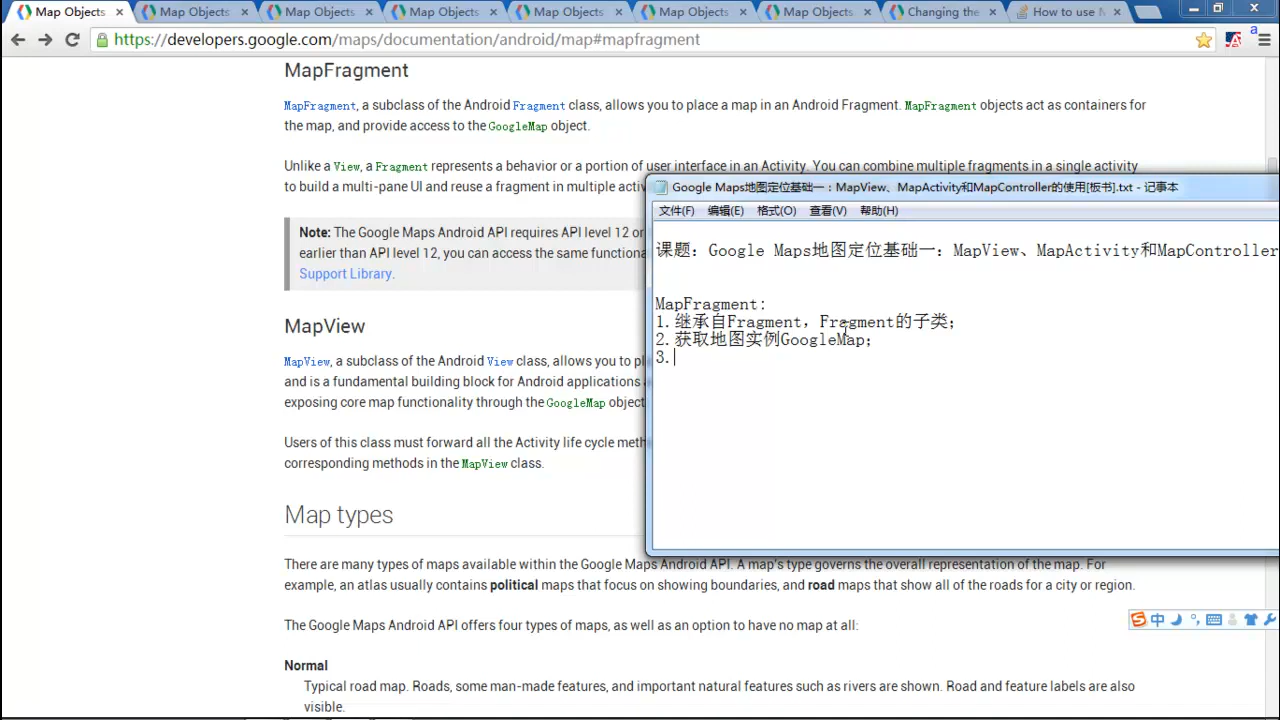 Map Objects
Map Objects
Map Objects
Map Objects
Map Objects
Map Objects
Map Objects
Changing the
How to use
https://developers.google.com/maps/documentation/android/map#mapfragment
MapFragment
MapFragment, a subclass of the Android Fragment class, allows you to place a map in an Android Fragment. MapFragment objects act as containers for
the map, and provide access to the GoogleMap object.
Unlike a View, a Fragment represents a behavior or a portion of user interface in an Activity. You can combine multiple fragments in a single activity
to build a multi-pane UI and reuse a fragment in multiple
Note: The Google Maps Android API requires API level 12 or
earlier than API level 12, you can access the same
Support Library.
MapView
MapView, a subclass of the Android View class, allows you to
and is a fundamental building block for Android applications
exposing core map functionality through the GoogleMap object
Users of this class must forward all the Activity life cycle
corresponding methods in the MapView class.
Map types
There are many types of maps available within the Google Maps Android API. A map's type governs the overall representation of the map. For
example, an atlas usually contains political maps that focus on showing boundaries, and road maps that show all of the roads for a city or region.
The Google Maps Android API offers four types of maps, as well as an option to have no map at all:
Normal
Typical road map. Roads, some man-made features, and important natural features such as rivers are shown. Road and feature labels are also
visible.
Google Maps地图定位基础一：MapView、MapActivity和MapController的使用[板书].txt - 记事本
文件(F) 编辑(E) 格式(O) 查看(V) 帮助(H)
课题：Google Maps地图定位基础一：MapView、MapActivity和MapController
MapFragment:
1.继承自Fragment，Fragment的子类；
2.获取地图实例GoogleMap；
3.
中